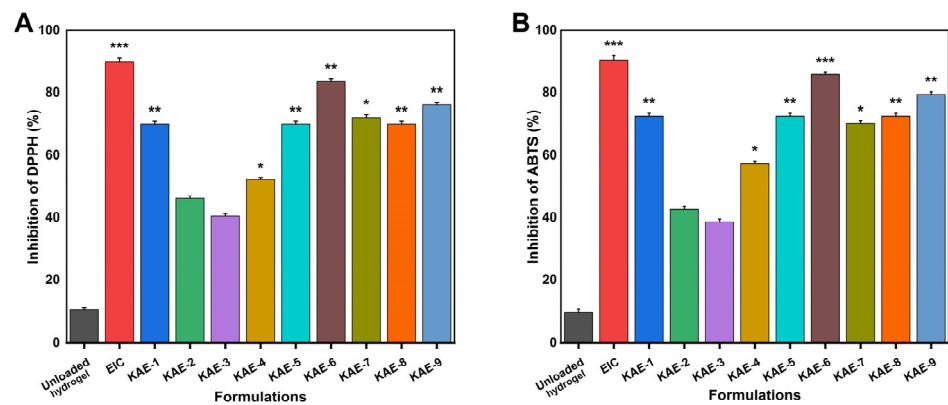 A
Inhibition of DPPH (%)
100
80
60
40
20
0
***
**
*
**
**
*
**
**
Unloaded hydrogel
EIC
KAE-1
KAE-2
KAE-3
KAE-4
KAE-5
KAE-6
KAE-7
KAE-8
KAE-9
Formulations
B
Inhibition of ABTS (%)
100
80
60
40
20
0
***
**
*
**
***
*
**
**
Unloaded hydrogel
EIC
KAE-1
KAE-2
KAE-3
KAE-4
KAE-5
KAE-6
KAE-7
KAE-8
KAE-9
Formulations